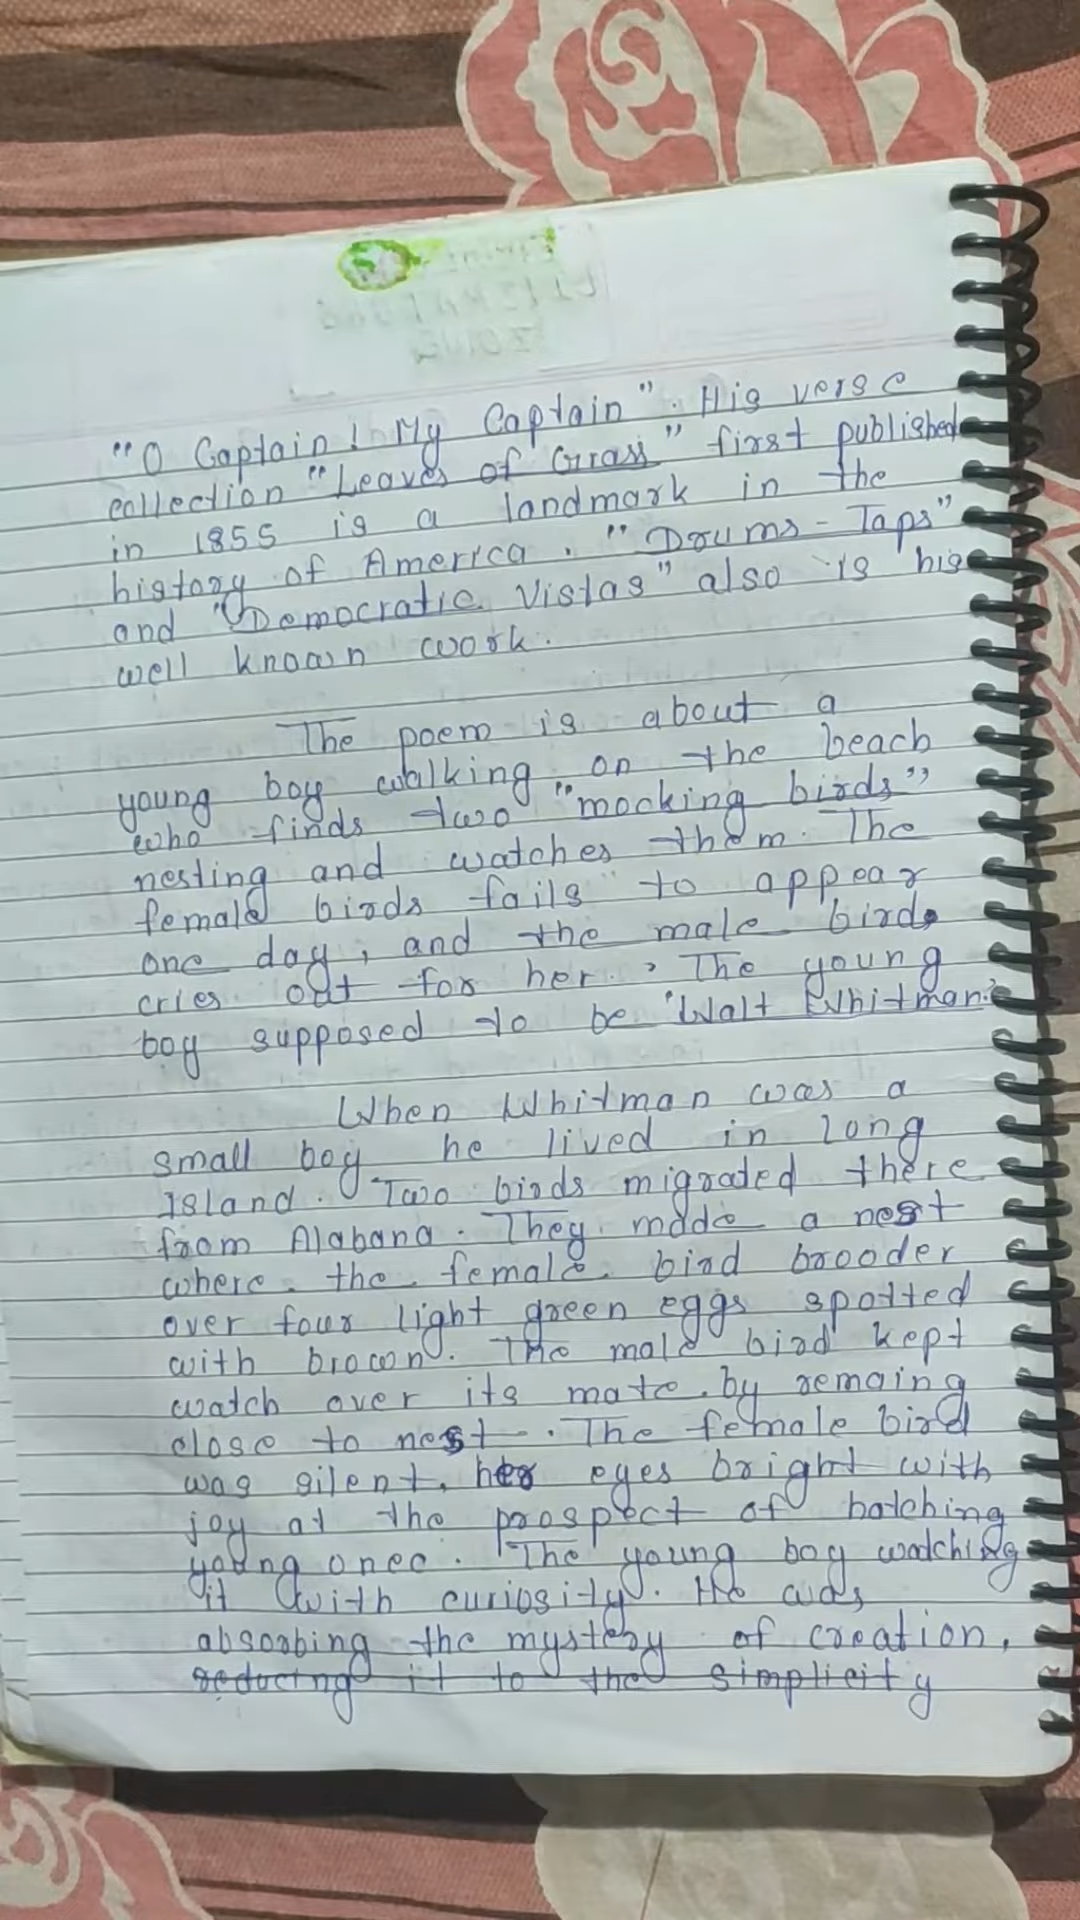 "O Captain! My Captain". His verse
collection "Leaves of Grass" first published
in 1855 is a landmark in the
history of America. "Drums-Taps"
and "Democratic Vistas" also is his
well known work.
The poem is about a
young boy walking on the beach
who finds two "mocking birds"
nesting and watches them. The
female birds fails to appear
one day, and the male birds
cries out for her. The young
boy supposed to be 'Walt Whitman.'
When Whitman was a
small boy he lived in Long
Island. Two birds migrated there
from Alabana. They made a nest
where the female bird brooder
over four light green eggs spotted
with brown. The male bird kept
watch over its mate by remaing
close to nest. The female bird
was silent, her eyes bright with
joy at the prospect of hatching
young onec. The young boy watching
it with curiosity. He was
absorbing the mystery of creation,
reducing it to the simplicity